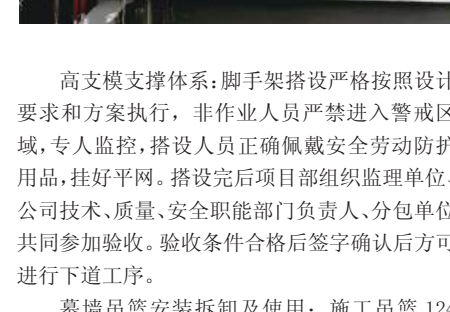 高支模支撑体系：脚手架搭设严格按照设计
要求和方案执行，非作业人员严禁进入警戒区
域，专人监控，搭设人员正确佩戴安全劳动防护
用品，挂好平网。搭设完后项目部组织监理单位、
公司技术、质量、安全职能部门负责人、分包单位
共同参加验收。验收条件合格后签字确认后方可
进行下道工序。
幕墙吊篮安装拆卸及使用：施工吊篮 124